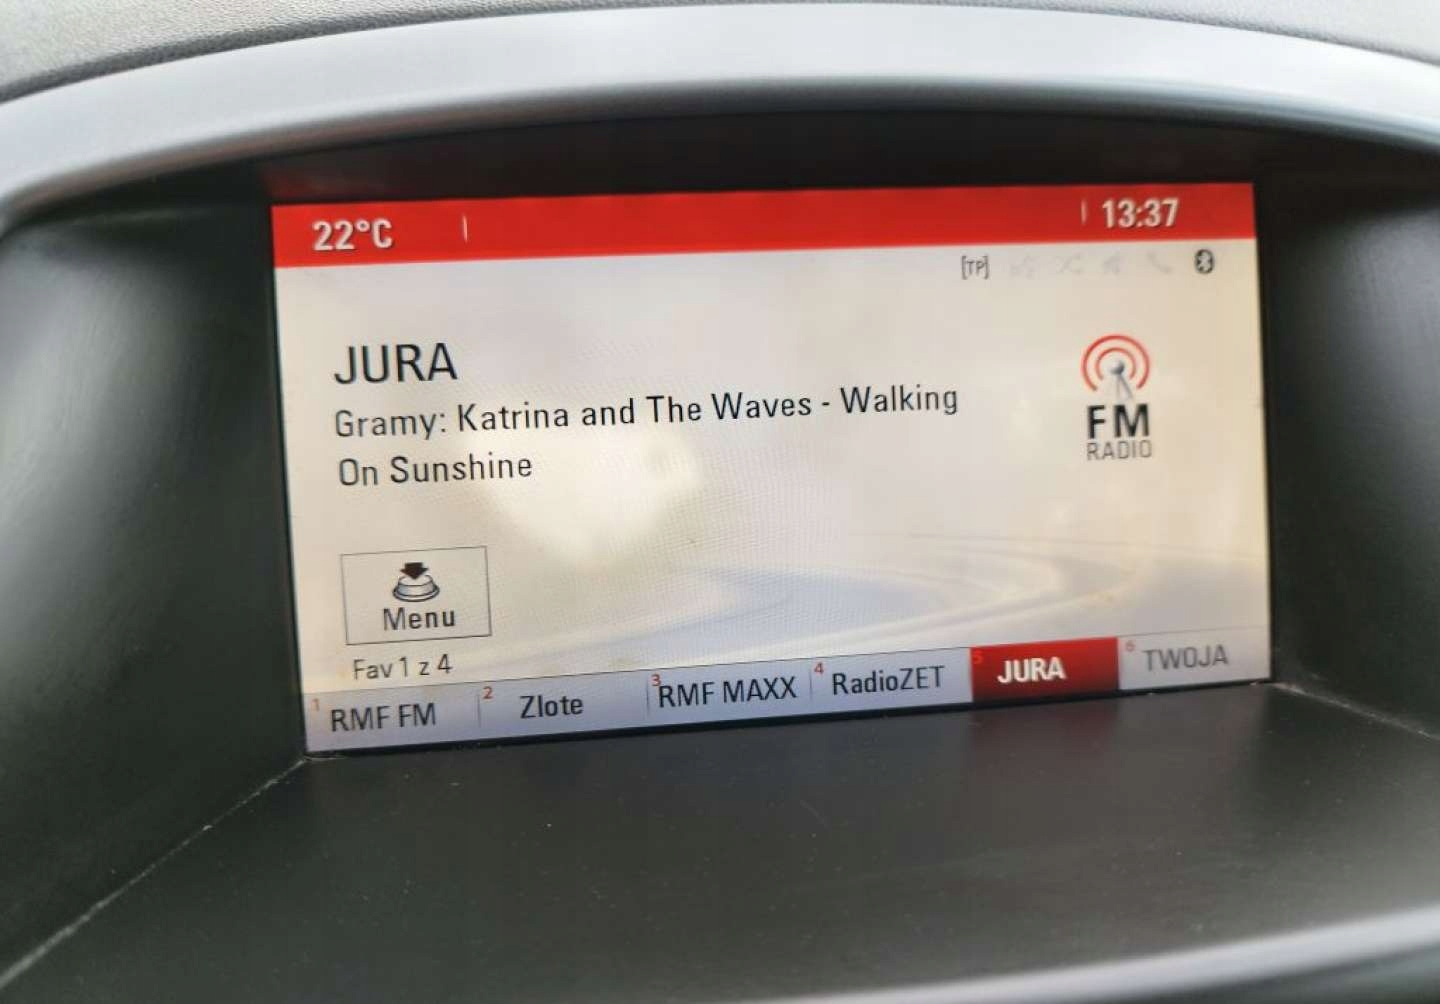 22°C 13:37
[TP]
JURA
Gramy: Katrina and The Waves - Walking
On Sunshine
FM
RADIO
Menu
Fav 1 z 4
1 RMF FM 2 Zlote 3 RMF MAXX 4 RadioZET 5 JURA 6 TWOJA